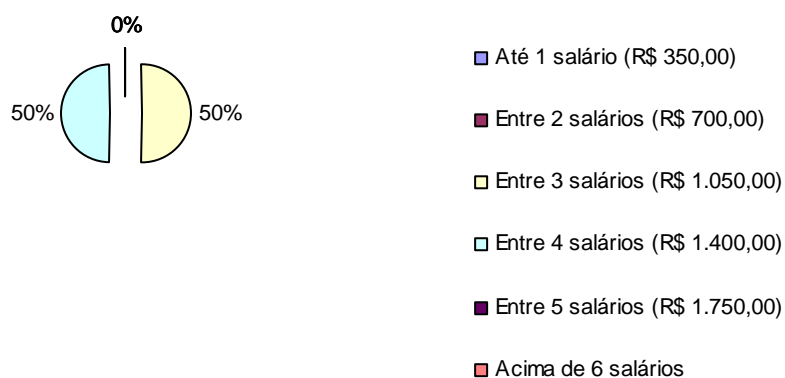 0%
50%
50%
Até 1 salário (R$ 350,00)
Entre 2 salários (R$ 700,00)
Entre 3 salários (R$ 1.050,00)
Entre 4 salários (R$ 1.400,00)
Entre 5 salários (R$ 1.750,00)
Acima de 6 salários